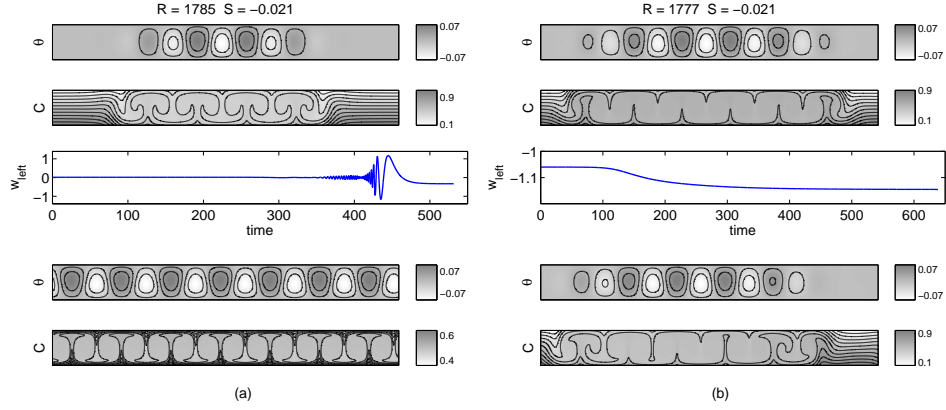 R = 1785 S = −0.021
θ
0.07
−0.07
C
0.9
0.1
w_left
1
0
−1
0 100 200 300 400 500
time
θ
0.07
−0.07
C
0.6
0.4
(a)
R = 1777 S = −0.021
θ
0.07
−0.07
C
0.9
0.1
w_left
−1
−1.1
0 100 200 300 400 500 600
time
θ
0.07
−0.07
C
0.9
0.1
(b)